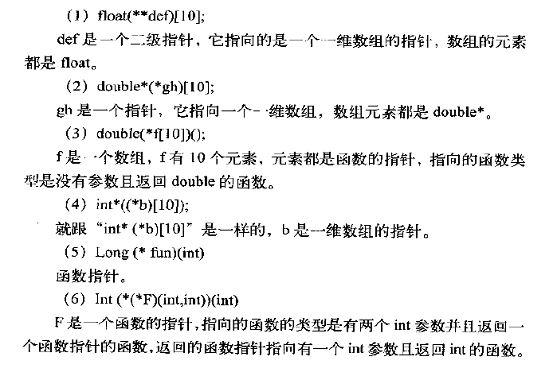 (1) float(**def)[10];
def 是一个二级指针，它指向的是一个一维数组的指针，数组的元素
都是 float。
(2) double*(*gh)[10];
gh 是一个指针，它指向一个一维数组，数组元素都是 double*。
(3) double(*f[10])();
f 是一个数组，f 有 10 个元素，元素都是函数的指针，指向的函数类
型是没有参数且返回 double 的函数。
(4) int*((*b)[10]);
就跟“int* (*b)[10]”是一样的，b 是一维数组的指针。
(5) Long (* fun)(int)
函数指针。
(6) Int (*(*F)(int,int))(int)
F 是一个函数的指针，指向的函数的类型是有两个 int 参数并且返回一
个函数指针的函数，返回的函数指针指向有一个 int 参数且返回 int 的函数。